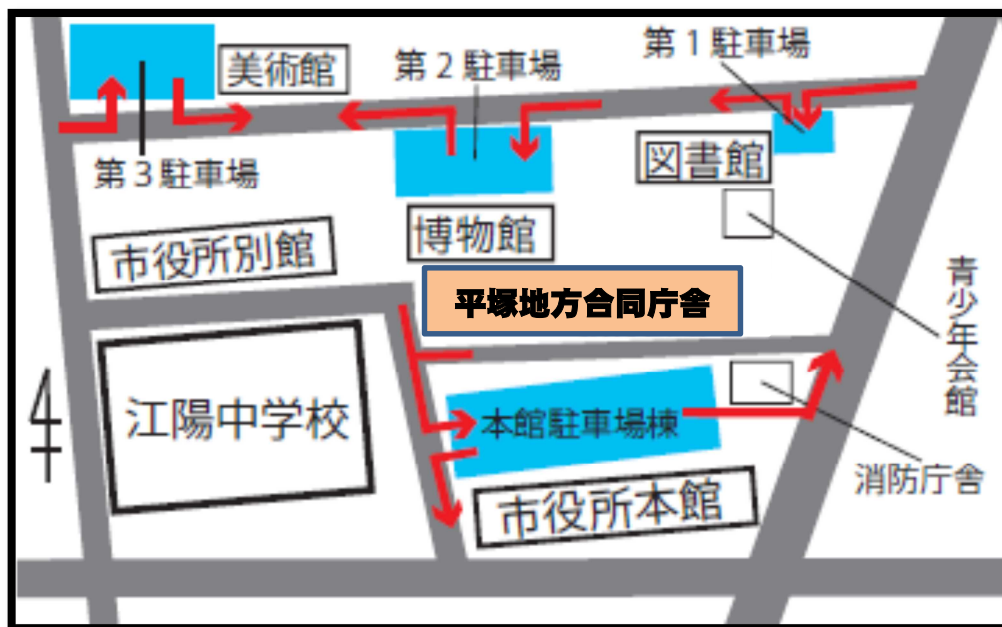 美術館
第２駐車場
第１駐車場
第３駐車場
図書館
博物館
市役所別館
平塚地方合同庁舎
青少年会館
江陽中学校
本館駐車場棟
消防庁舎
市役所本館